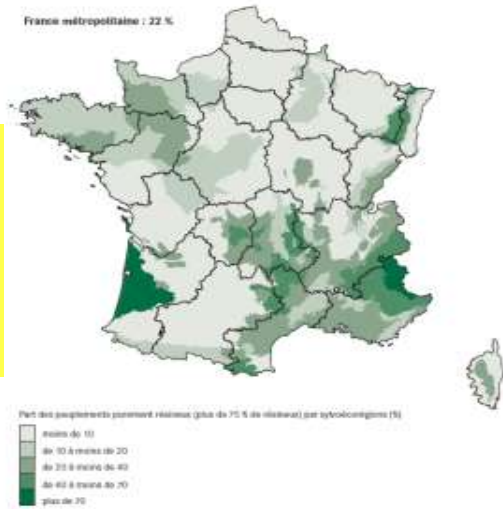 France métropolitaine : 22 %
Part des peuplements purement résineux (plus de 75 % de résineux) par sylvoécorégions (%)
moins de 10
de 10 à moins de 20
de 20 à moins de 40
de 40 à moins de 70
plus de 70